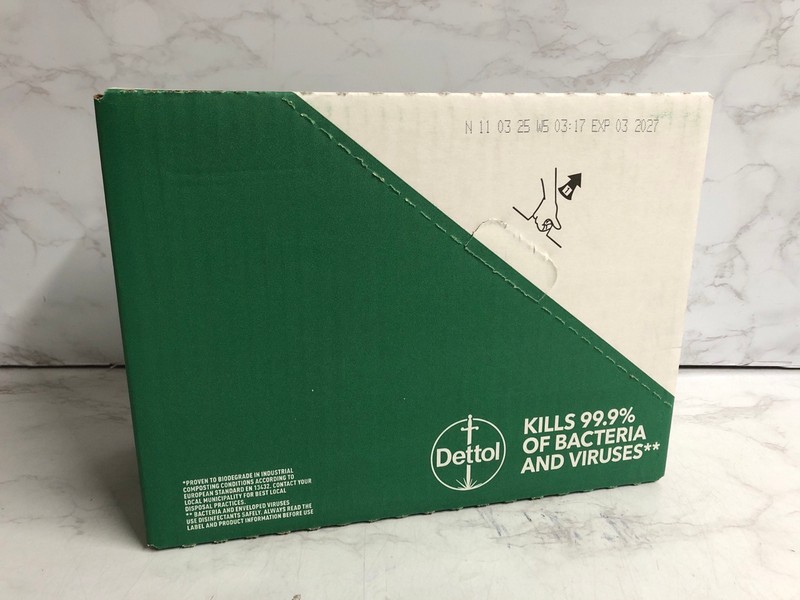 N 11 03 25 W5 03:17 EXP 03 2027
Dettol
KILLS 99.9%
OF BACTERIA
AND VIRUSES**
*PROVEN TO BIODEGRADE IN INDUSTRIAL
COMPOSTING CONDITIONS ACCORDING TO
EUROPEAN STANDARD EN 13432. CONTACT YOUR
LOCAL MUNICIPALITY FOR BEST LOCAL
DISPOSAL PRACTICES.
** BACTERIA AND ENVELOPED VIRUSES
USE DISINFECTANTS SAFELY. ALWAYS READ THE
LABEL AND PRODUCT INFORMATION BEFORE USE